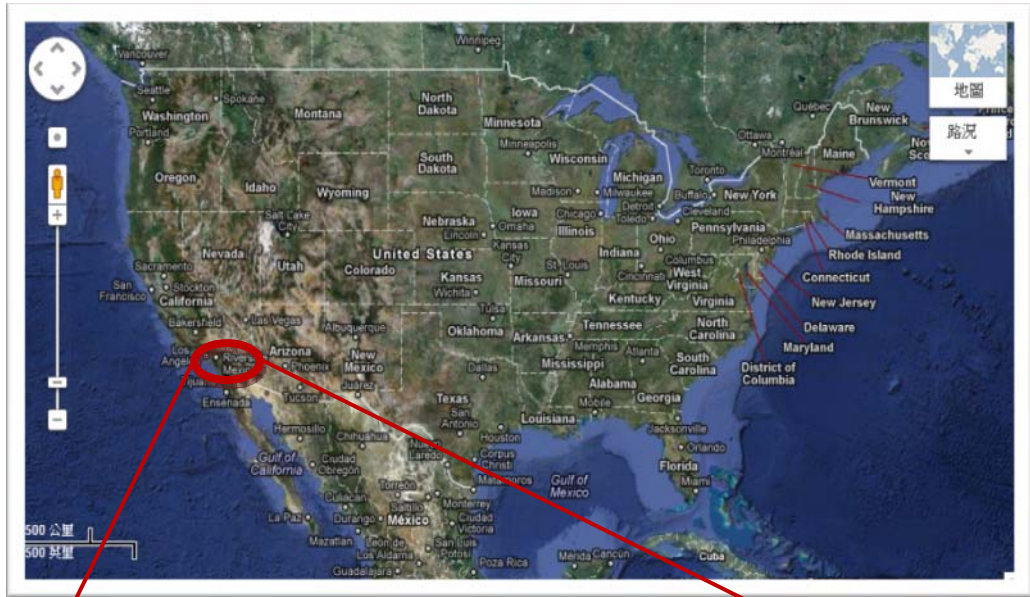 Winnipeg
Vancouver
地圖
Seattle
Spokane
Washington
Montana
North
Dakota
Minnesota
Québec
New
Brunswick
Portland
Minneapolis
Ottawa
Montréal
Maine
路況
Oregon
Idaho
Wyoming
South
Dakota
Wisconsin
Michigan
Toronto
Vermont
New
Hampshire
Madison
Milwaukee
Buffalo
New York
Detroit
Salt Lake
City
Nebraska
Iowa
Chicago
Toledo
Cleveland
Massachusetts
Lincoln
Omaha
Illinois
Pennsylvania
Philadelphia
Rhode Island
Nevada
Utah
United States
Kansas
City
Indiana
Ohio
Columbus
Connecticut
Sacramento
Colorado
St. Louis
Cincinnati
West
Virginia
San
Francisco
Stockton
Kansas
Missouri
New Jersey
California
Wichita
Kentucky
Virginia
Delaware
Bakersfield
Las Vegas
Albuquerque
Tulsa
Oklahoma
Arkansas
Tennessee
North
Carolina
Maryland
Memphis
Atlanta
Los
Arizona
Phoenix
New
Mexico
Dallas
Mississippi
South
Carolina
District of
Columbia
Tucson
Juárez
Alabama
Ensenada
Texas
Mobile
Georgia
San
Antonio
Louisiana
Jacksonville
Hermosillo
Chihuahua
Houston
Orlando
Gulf of
California
Ciudad
Obregón
Nuevo
Laredo
Corpus
Christi
Florida
Torreón
Matamoros
Gulf of
Mexico
Miami
Culiacán
Saltillo
Monterrey
La Paz
Durango
México
Ciudad
Victoria
500 公里
500 英里
Mazatlan
León de
Los Aldama
San Luis
Potosí
Poza Rica
Mérida
Cancún
Cuba
Guadalajara